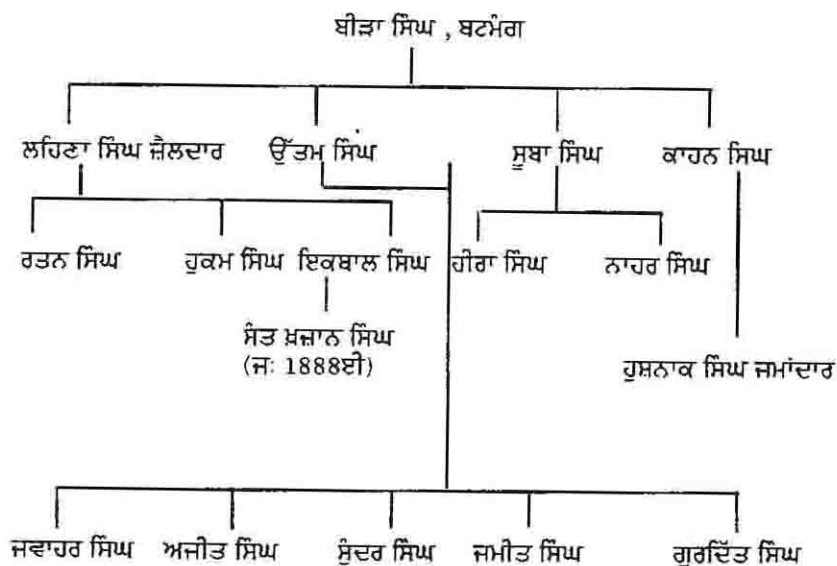 ਬੀੜਾ ਸਿੰਘ , ਬਟਮੰਗ
ਲਹਿਣਾ ਸਿੰਘ ਜ਼ੈਲਦਾਰ ਉੱਤਮ ਸਿੰਘ ਸੂਬਾ ਸਿੰਘ ਕਾਹਨ ਸਿੰਘ
ਰਤਨ ਸਿੰਘ ਹੁਕਮ ਸਿੰਘ ਇਕਬਾਲ ਸਿੰਘ ਹੀਰਾ ਸਿੰਘ ਨਾਹਰ ਸਿੰਘ
ਸੰਤ ਖ਼ਜ਼ਾਨ ਸਿੰਘ
(ਜਃ 1888ਈ)
ਹੁਸ਼ਨਾਕ ਸਿੰਘ ਜਮਾਂਦਾਰ
ਜਵਾਹਰ ਸਿੰਘ ਅਜੀਤ ਸਿੰਘ ਸੁੰਦਰ ਸਿੰਘ ਜਮੀਤ ਸਿੰਘ ਗੁਰਦਿੱਤ ਸਿੰਘ